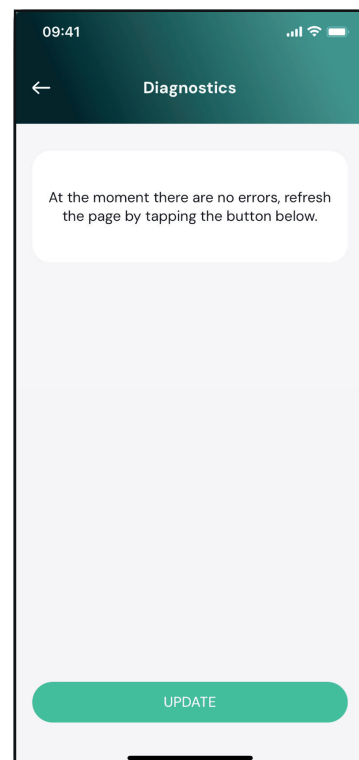 09:41
Diagnostics
At the moment there are no errors, refresh
the page by tapping the button below.
UPDATE